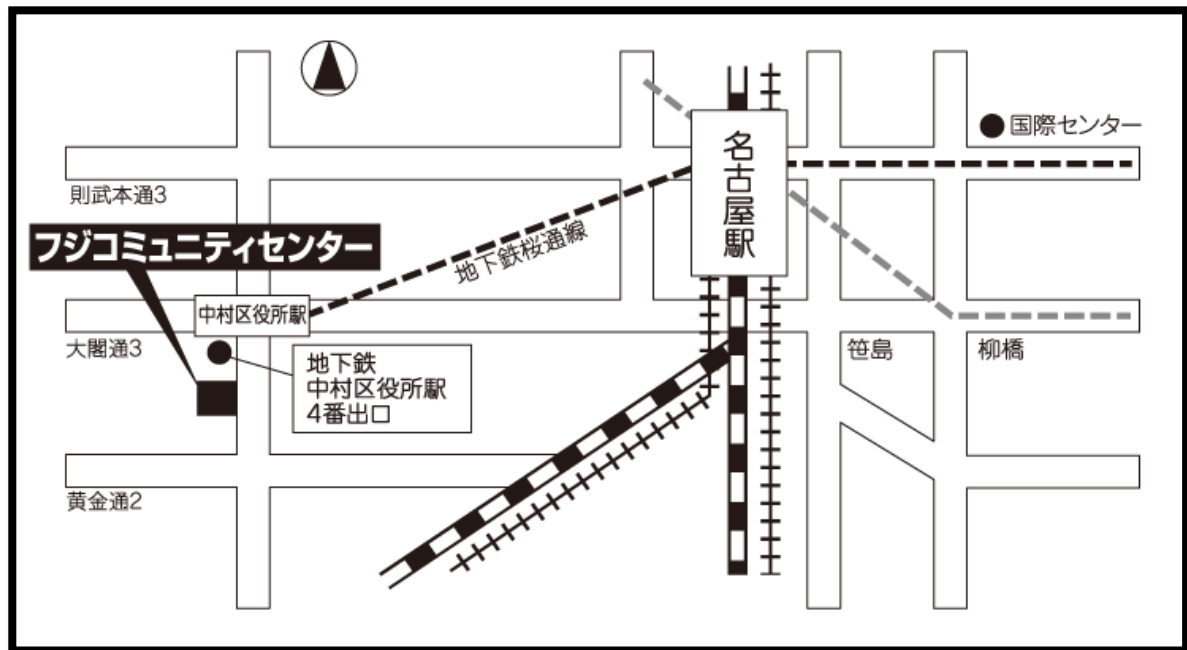 国際センター
名古屋駅
則武本通3
フジコミュニティセンター
地下鉄桜通線
中村区役所駅
大閤通3
地下鉄
中村区役所駅
4番出口
笹島
柳橋
黄金通2